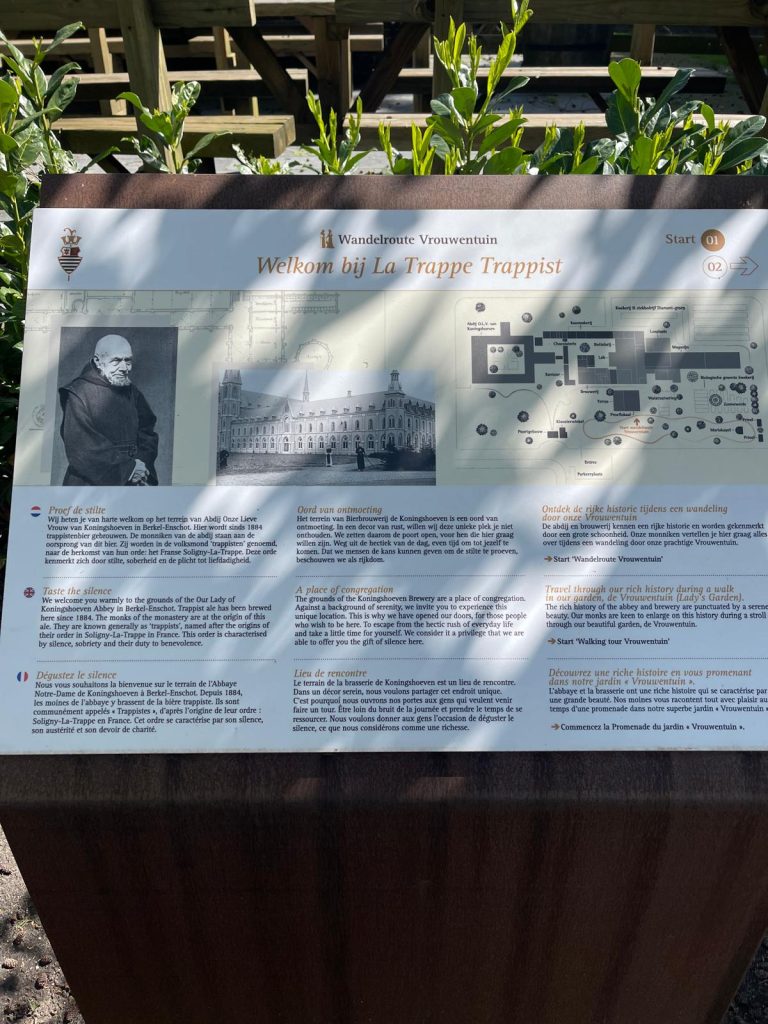 Wandelroute Vrouwentuin
Start 01
Welkom bij La Trappe Trappist
02
Abdij O.L.V. van
Koningshoeven
Kaasmakerij
Poortgebouw
Kloosterwinkel
Brouwerij
Proeflokaal
Entree
Parkeerplaats
Proef de stilte
Wij heten je van harte welkom op het terrein van Abdij Onze Lieve
Vrouw van Koningshoeven in Berkel-Enschot. Hier wordt sinds 1884
trappistenbier gebrouwen. De monniken van de abdij staan aan de
oorsprong van dit bier. Zij worden in de volksmond 'trappisten' genoemd,
naar de herkomst van hun orde: het Franse Soligny-La-Trappe. Deze orde
kenmerkt zich door stilte, soberheid en de plicht tot liefdadigheid.
Oord van ontmoeting
Het terrein van Bierbrouwerij de Koningshoeven is een oord van
ontmoeting. In een decor van rust, willen wij deze unieke plek je niet
onthouden. We zetten daarom de poort open, voor hen die hier graag
willen zijn. Weg uit de hectiek van de dag, even tijd om tot jezelf te
komen. Dat we mensen de kans kunnen geven om de stilte te proeven,
beschouwen we als rijkdom.
Ontdek de rijke historie tijdens een wandeling
door onze Vrouwentuin
De abdij en brouwerij kennen een rijke historie en worden gekenmerkt
door een grote schoonheid. Onze monniken vertellen je hier graag alles
over tijdens een wandeling door onze prachtige Vrouwentuin.
➔ Start 'Wandelroute Vrouwentuin'
Taste the silence
We welcome you warmly to the grounds of the Our Lady of
Koningshoeven Abbey in Berkel-Enschot. Trappist ale has been brewed
here since 1884. The monks of the monastery are at the origin of this
ale. They are known generally as 'trappists', named after the origins of
their order in Soligny-La-Trappe in France. This order is characterised
by silence, sobriety and their duty to benevolence.
A place of congregation
The grounds of the Koningshoeven Brewery are a place of congregation.
Against a background of serenity, we invite you to experience this
unique location. This is why we have opened our doors, for those people
who wish to be here. To escape from the hectic rush of everyday life
and take a little time for yourself. We consider it a privilege that we are
able to offer you the gift of silence here.
Travel through our rich history during a walk
in our garden, de Vrouwentuin (Lady's Garden).
The rich history of the abbey and brewery are punctuated by a serene
beauty. Our monks are keen to enlarge on this history during a stroll
through our beautiful garden, de Vrouwentuin.
➔ Start 'Walking tour Vrouwentuin'
Dégustez le silence
Nous vous souhaitons la bienvenue sur le terrain de l'Abbaye
Notre-Dame de Koningshoeven à Berkel-Enschot. Depuis 1884,
les moines de l'abbaye y brassent de la bière trappiste. Ils sont
communément appelés « Trappistes », d'après l'origine de leur ordre :
Soligny-La-Trappe en France. Cet ordre se caractérise par son silence,
son austérité et son devoir de charité.
Lieu de rencontre
Le terrain de la brasserie de Koningshoeven est un lieu de rencontre.
Dans un décor serein, nous voulons partager cet endroit unique.
C'est pourquoi nous ouvrons nos portes aux gens qui veulent venir
faire un tour. Être loin du bruit de la journée et prendre le temps de se
ressourcer. Nous voulons donner aux gens l'occasion de déguster le
silence, ce que nous considérons comme une richesse.
Découvrez une riche histoire en vous promenant
dans notre jardin « Vrouwentuin ».
L'abbaye et la brasserie ont une riche histoire qui se caractérise par
une grande beauté. Nos moines vous racontent tout avec plaisir au
temps d'une promenade dans notre superbe jardin « Vrouwentuin »
➔ Commencez la Promenade du jardin « Vrouwentuin ».